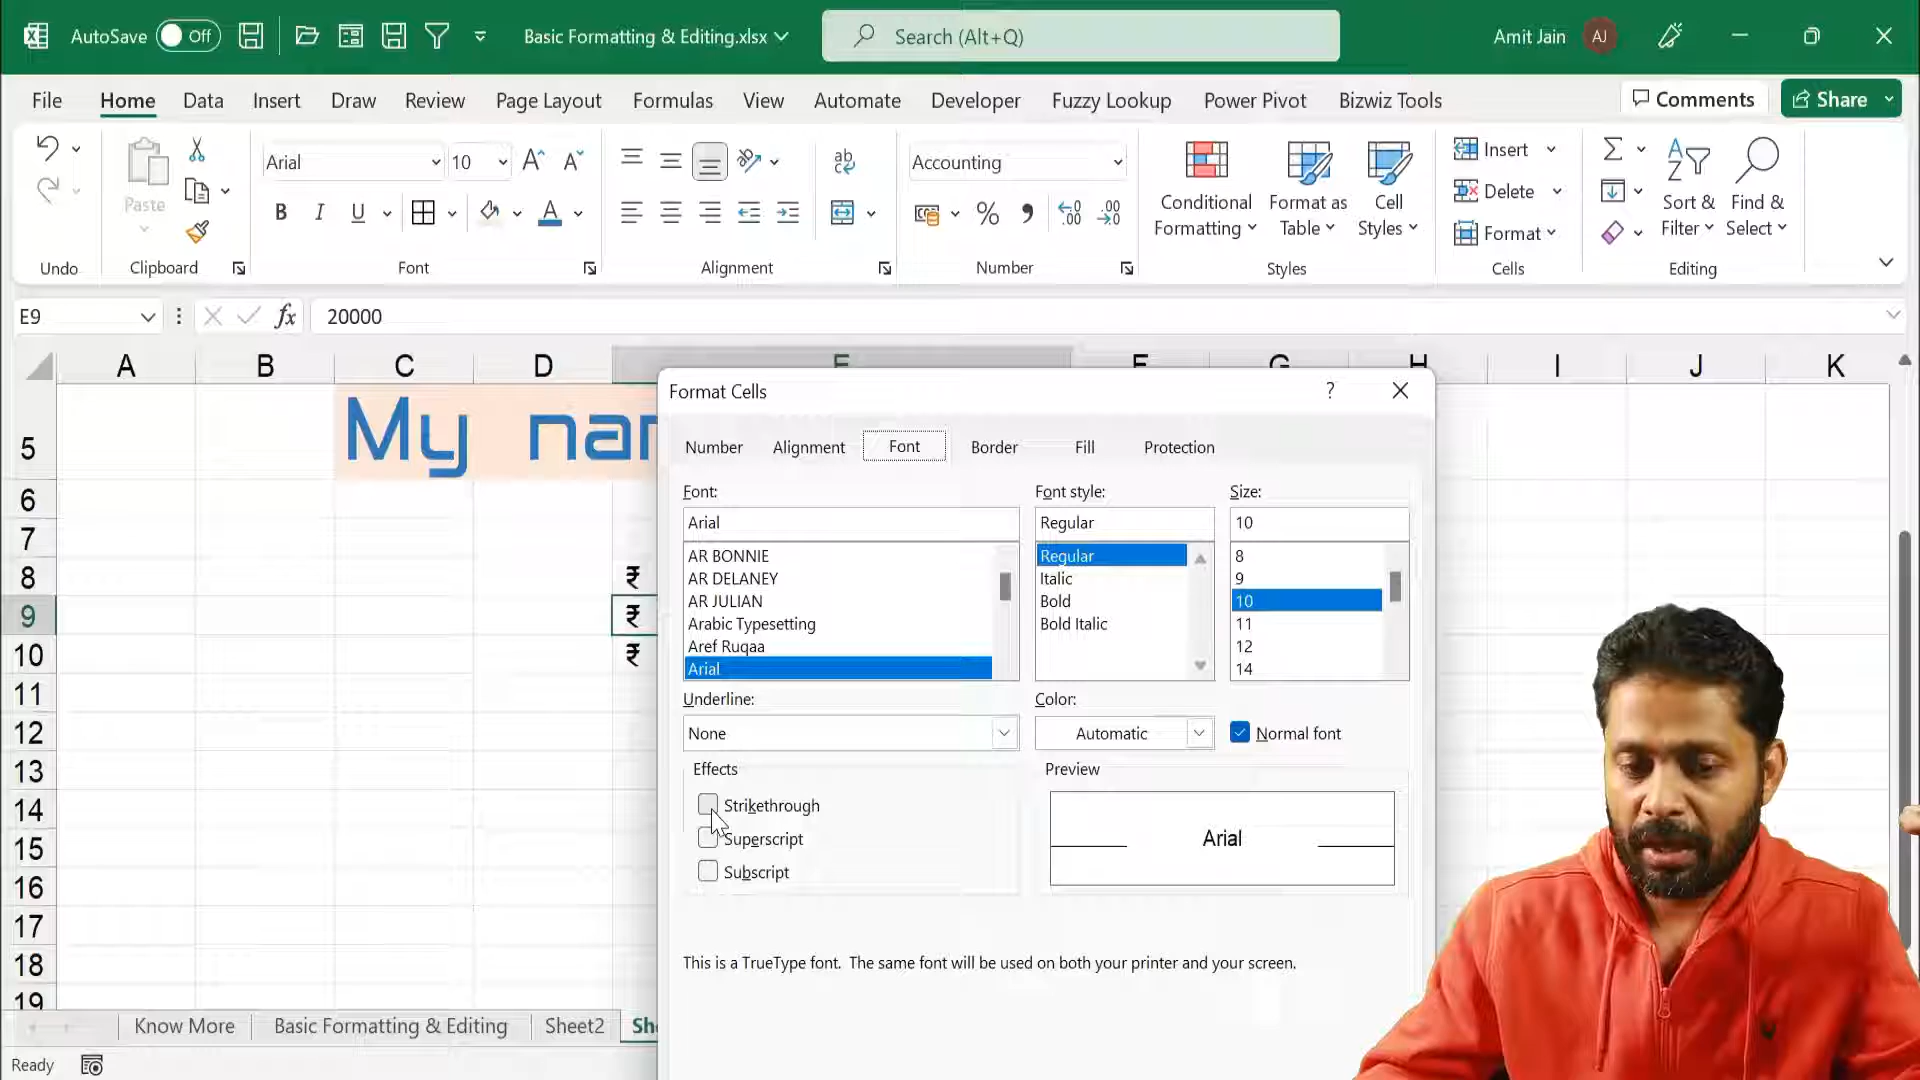 AutoSave Off Basic Formatting & Editing.xlsx Search (Alt+Q) Amit Jain AJ
File Home Data Insert Draw Review Page Layout Formulas View Automate Developer Fuzzy Lookup Power Pivot Bizwiz Tools Comments Share
Arial 10 Accounting
Paste
B I U
Conditional Formatting
Format as Table
Cell Styles
Insert
Delete
Format
Sort & Filter
Find & Select
Undo Clipboard Font Alignment Number Styles Cells Editing
E9 fx 20000
A B C D E F G H I J K
5 My
6
7
8 ₹
9 ₹
10 ₹
11
12
13
14
15
16
17
18
19
Format Cells ?
Number Alignment Font Border Fill Protection
Font: Font style: Size:
Arial Regular 10
AR BONNIE Regular 8
AR DELANEY Italic 9
AR JULIAN Bold 10
Arabic Typesetting Bold Italic 11
Aref Ruqaa 12
Arial 14
Underline: Color:
None Automatic Normal font
Effects Preview
Strikethrough
Superscript
Subscript
Arial
This is a TrueType font. The same font will be used on both your printer and your screen.
Know More Basic Formatting & Editing Sheet2
Ready